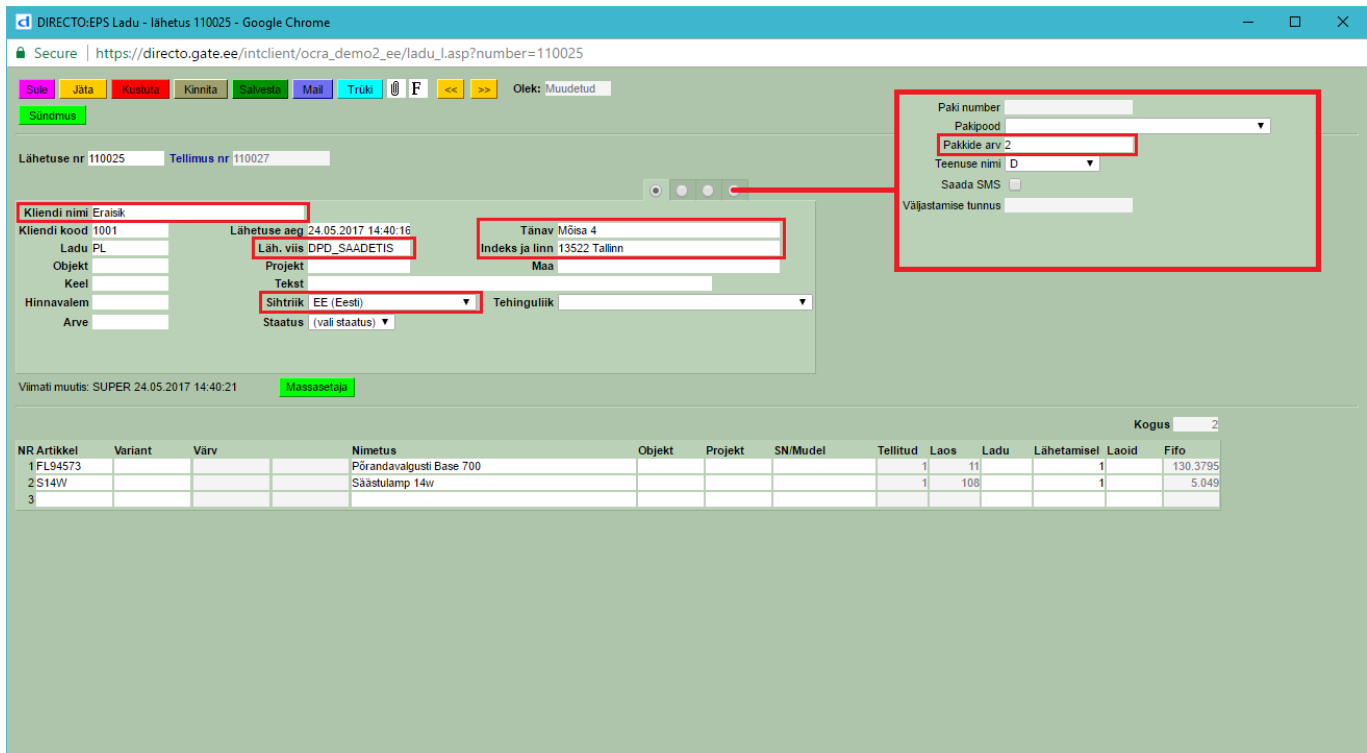 DIRECTO:EPS Ladu - lähetus 110025 - Google Chrome
Secure | https://directo.gate.ee/intclient/ocra_demo2_ee/ladu_l.asp?number=110025
Sule Jäta Kustuta Kinnita Salvesta Mail Trüki F << >> Olek: Muudetud
Sündmus
Paki number
Pakipood
Pakkide arv 2
Teenuse nimi D
Saada SMS
Väljastamise tunnus
Lähetuse nr 110025 Tellimus nr 110027
Kliendi nimi Eraisik
Kliendi kood 1001 Lähetuse aeg 24.05.2017 14:40:16 Tänav Mõisa 4
Ladu PL Läh. viis DPD_SAADETIS Indeks ja linn 13522 Tallinn
Objekt Projekt Maa
Keel Tekst
Hinnavalem Sihtriik EE (Eesti) Tehinguliik
Arve Staatus (vali staatus)
Viimati muutis: SUPER 24.05.2017 14:40:21 Massasetaja
Kogus 2
NR Artikkel Variant Värv Nimetus Objekt Projekt SN/Mudel Tellitud Laos Ladu Lähetamisel Laoid Fifo
1 FL94573 Põrandavalgusti Base 700 1 11 1 130.3795
2 S14W Säästulamp 14w 1 108 1 5.049
3